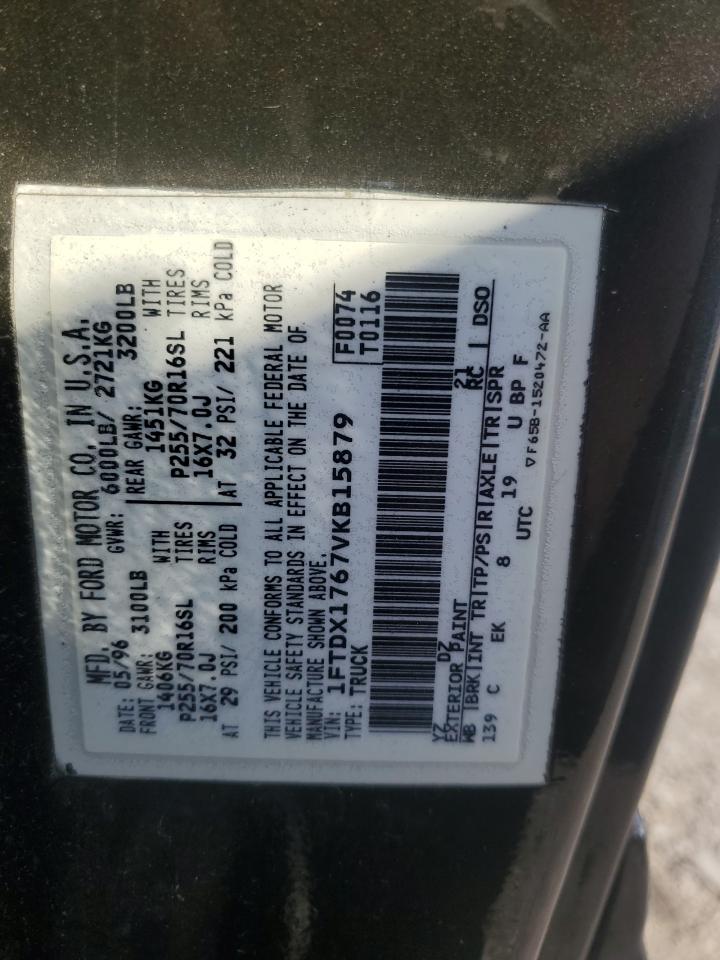 MFD. BY FORD MOTOR CO. IN U.S.A.
DATE: 05/96 GVWR: 6000LB/ 2721KG
FRONT GAWR: 3100LB REAR GAWR: 3200LB
1406KG WITH 1451KG WITH
P255/70R16SL TIRES P255/70R16SL TIRES
16X7.0J RIMS 16X7.0J RIMS
AT 29 PSI/ 200 kPa COLD AT 32 PSI/ 221 kPa COLD
THIS VEHICLE CONFORMS TO ALL APPLICABLE FEDERAL MOTOR
VEHICLE SAFETY STANDARDS IN EFFECT ON THE DATE OF
MANUFACTURE SHOWN ABOVE.
VIN: 1FTDX1767VKB15879 F0074
TYPE: TRUCK T0116
YZ DZ 21
EXTERIOR PAINT RC DSO
WB BRK INT TR TP/PS R AXLE TR SPR
139 C EK 8 19 U BP F
UTC
▽F65B-1520472-AA